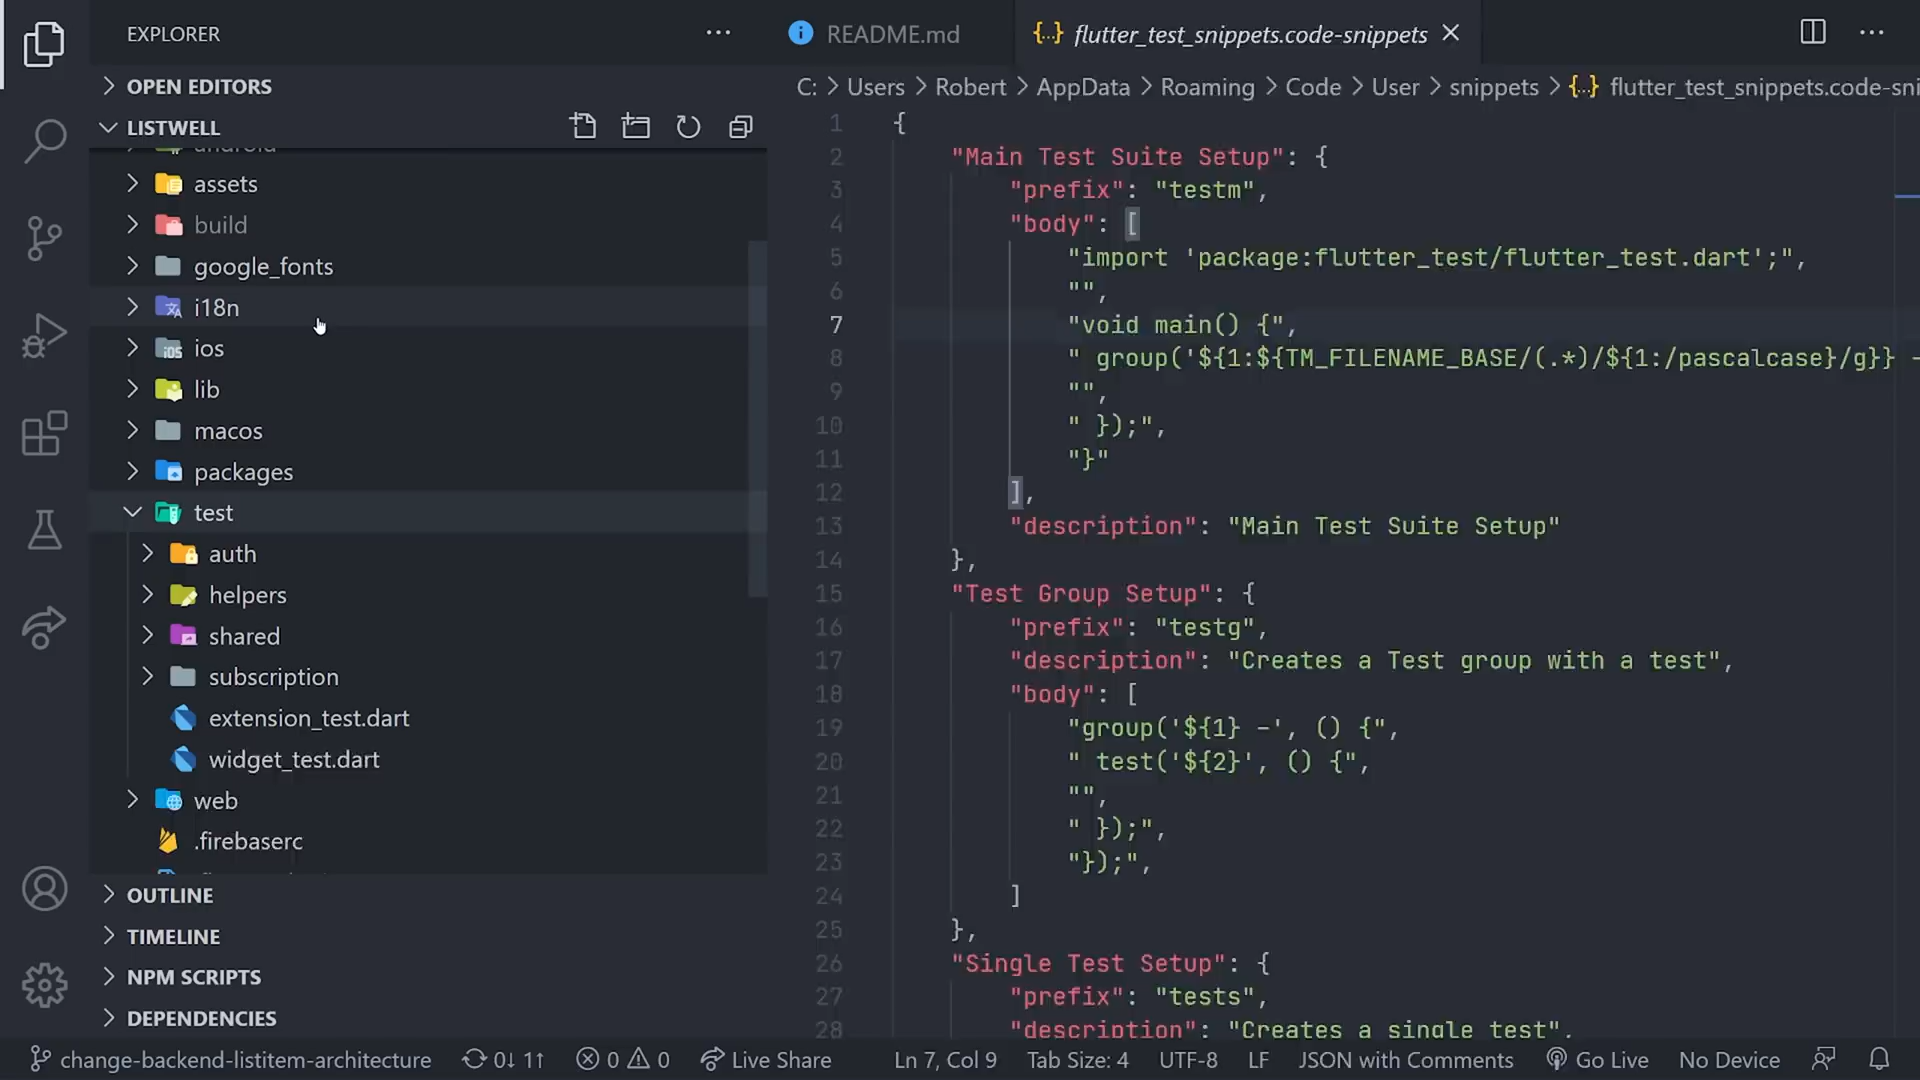 EXPLORER
OPEN EDITORS
LISTWELL
android
assets
build
google_fonts
i18n
ios
lib
macos
packages
test
auth
helpers
shared
subscription
extension_test.dart
widget_test.dart
web
.firebaserc
OUTLINE
TIMELINE
NPM SCRIPTS
DEPENDENCIES
README.md
flutter_test_snippets.code-snippets
C: > Users > Robert > AppData > Roaming > Code > User > snippets > {..} flutter_test_snippets.code-sni
1 {
2 "Main Test Suite Setup": {
3 "prefix": "testm",
4 "body": [
5 "import 'package:flutter_test/flutter_test.dart';",
6 "",
7 "void main() {",
8 " group('${1:${TM_FILENAME_BASE/(.*)/${1:/pascalcase}/g}} -
9 "",
10 " });",
11 "}"
12 ],
13 "description": "Main Test Suite Setup"
14 },
15 "Test Group Setup": {
16 "prefix": "testg",
17 "description": "Creates a Test group with a test",
18 "body": [
19 "group('${1} -', () {",
20 " test('${2}', () {",
21 "",
22 " });",
23 "});",
24 ]
25 },
26 "Single Test Setup": {
27 "prefix": "tests",
28 "description": "Creates a single test",
change-backend-listitem-architecture 0↓ 1↑ 0 0 Live Share Ln 7, Col 9 Tab Size: 4 UTF-8 LF JSON with Comments Go Live No Device